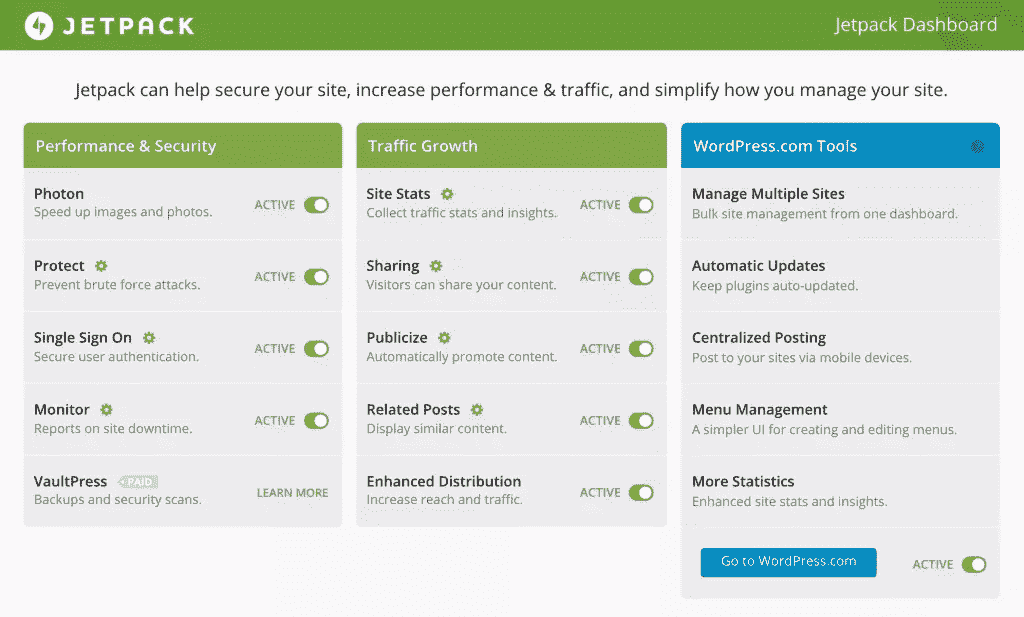 JETPACK
Jetpack Dashboard
Jetpack can help secure your site, increase performance & traffic, and simplify how you manage your site.
Performance & Security
Photon
Speed up images and photos.
ACTIVE
Protect
Prevent brute force attacks.
ACTIVE
Single Sign On
Secure user authentication.
ACTIVE
Monitor
Reports on site downtime.
ACTIVE
VaultPress PAID
Backups and security scans.
LEARN MORE
Traffic Growth
Site Stats
Collect traffic stats and insights.
ACTIVE
Sharing
Visitors can share your content.
ACTIVE
Publicize
Automatically promote content.
ACTIVE
Related Posts
Display similar content.
ACTIVE
Enhanced Distribution
Increase reach and traffic.
ACTIVE
WordPress.com Tools
Manage Multiple Sites
Bulk site management from one dashboard.
Automatic Updates
Keep plugins auto-updated.
Centralized Posting
Post to your sites via mobile devices.
Menu Management
A simpler UI for creating and editing menus.
More Statistics
Enhanced site stats and insights.
Go to WordPress.com
ACTIVE